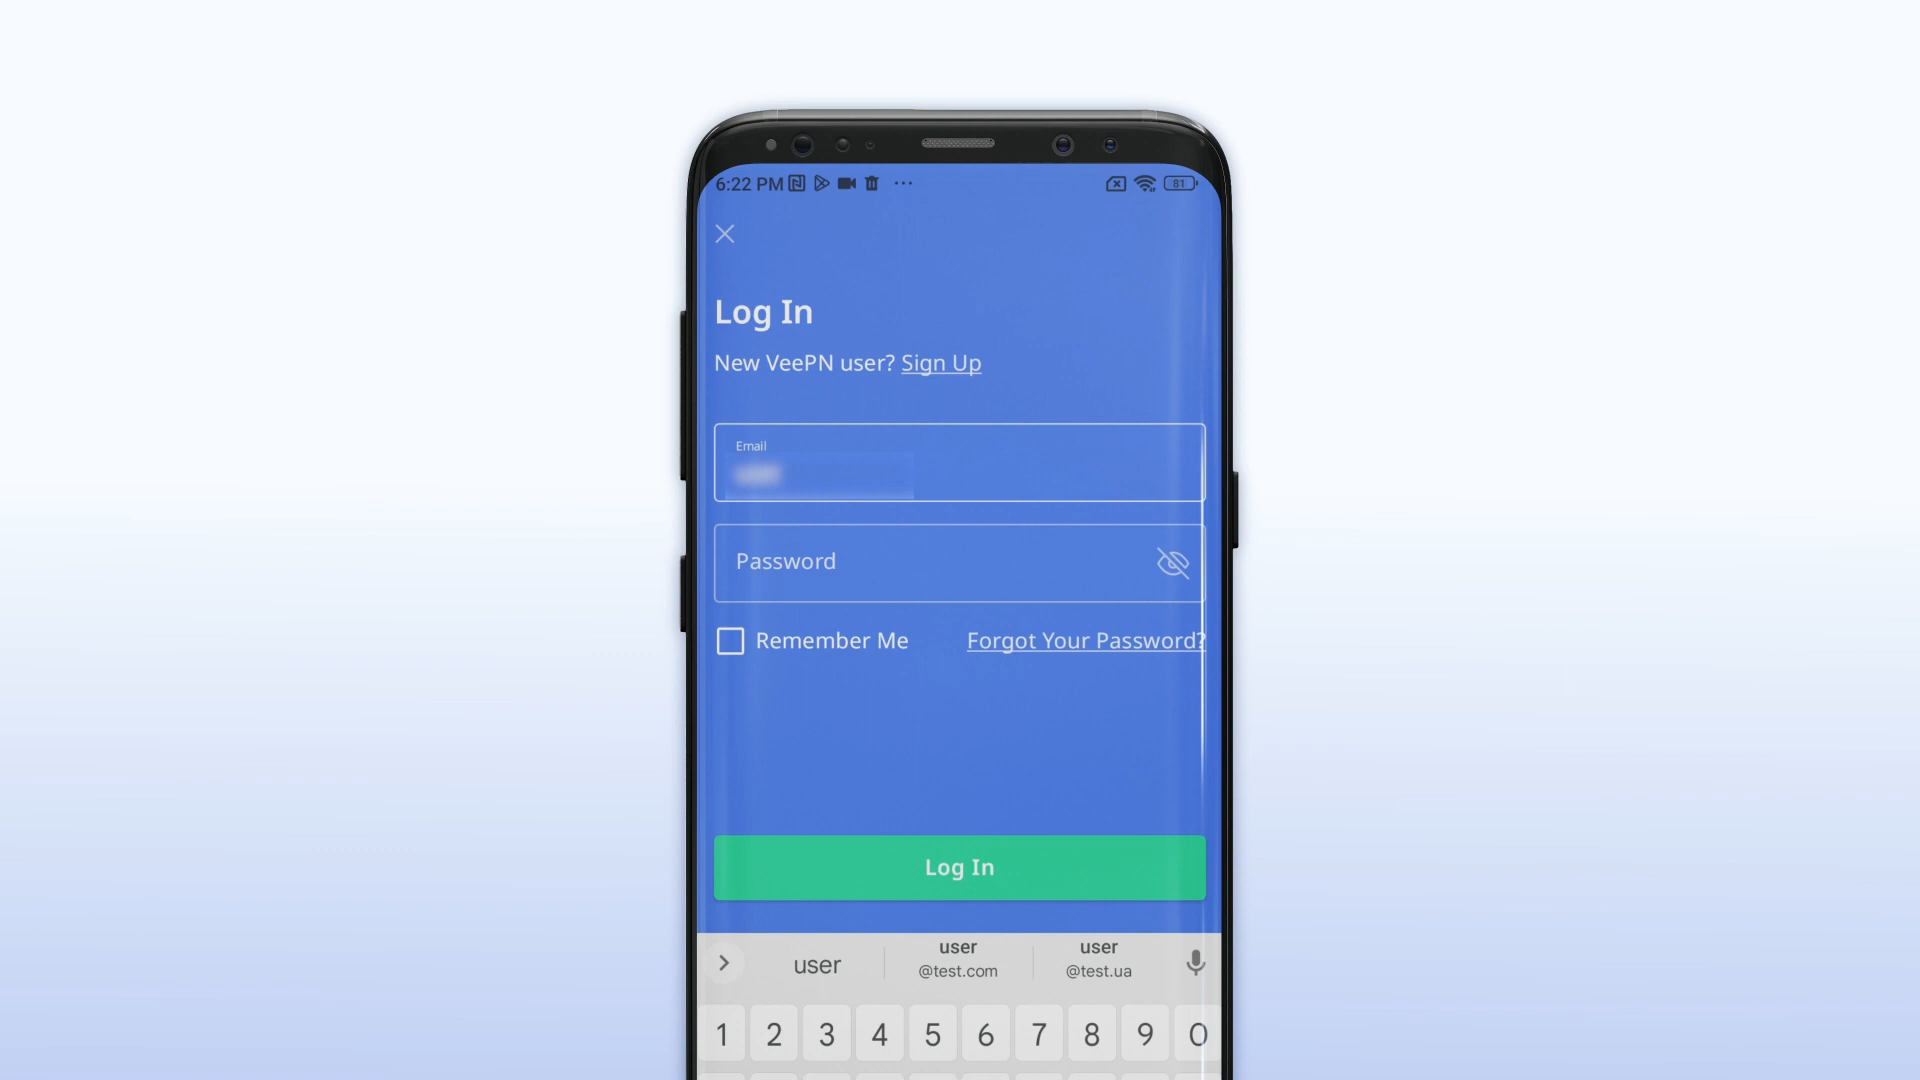 6:22 PM
81
Log In
New VeePN user? Sign Up
Email
Password
Remember Me
Forgot Your Password?
Log In
user
user
@test.com
user
@test.ua
1 2 3 4 5 6 7 8 9 0